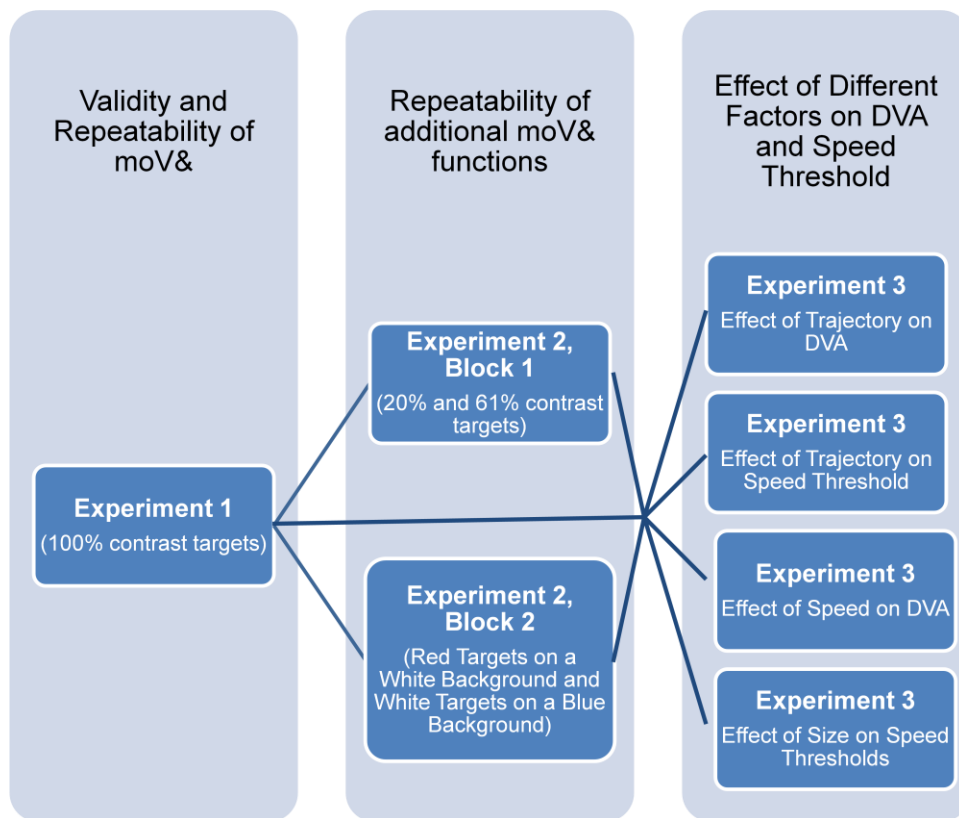 Validity and
Repeatability of
moV&
Experiment 1
(100% contrast targets)
Repeatability of
additional moV&
functions
Experiment 2,
Block 1
(20% and 61% contrast
targets)
Experiment 2,
Block 2
(Red Targets on a
White Background and
White Targets on a Blue
Background)
Effect of Different
Factors on DVA
and Speed
Threshold
Experiment 3
Effect of Trajectory on
DVA
Experiment 3
Effect of Trajectory on
Speed Threshold
Experiment 3
Effect of Speed on DVA
Experiment 3
Effect of Size on Speed
Thresholds